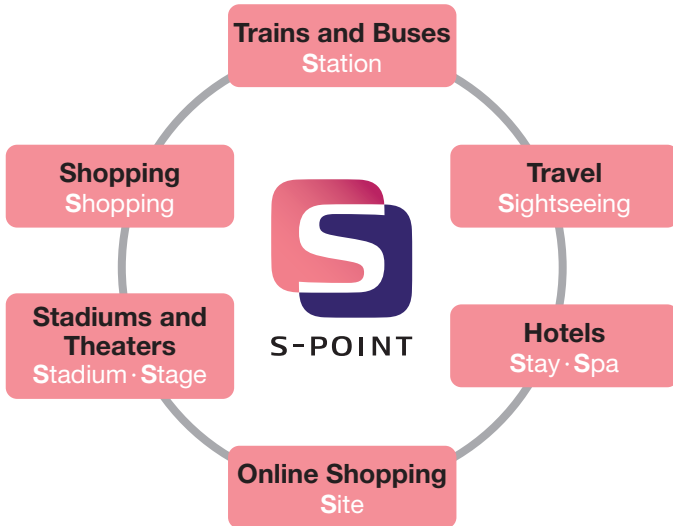 Trains and Buses
Station
Shopping
Shopping
Travel
Sightseeing
S
S-POINT
Stadiums and
Theaters
Stadium · Stage
Hotels
Stay · Spa
Online Shopping
Site